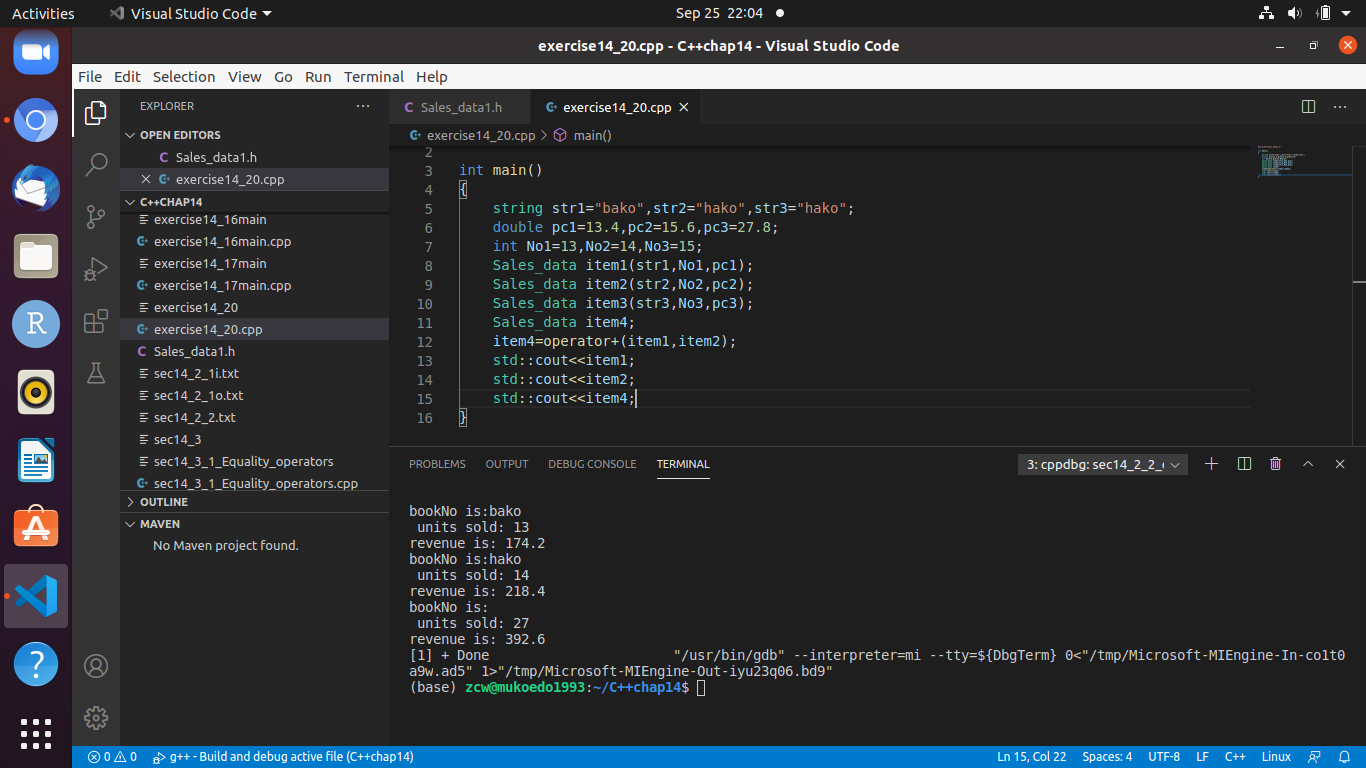 Activities
Visual Studio Code
Sep 25 22:04
exercise14_20.cpp - C++chap14 - Visual Studio Code
File Edit Selection View Go Run Terminal Help
EXPLORER
OPEN EDITORS
C Sales_data1.h
exercise14_20.cpp
C++CHAP14
exercise14_16main
exercise14_16main.cpp
exercise14_17main
exercise14_17main.cpp
exercise14_20
exercise14_20.cpp
C Sales_data1.h
sec14_2_1i.txt
sec14_2_1o.txt
sec14_2_2.txt
sec14_3
sec14_3_1_Equality_operators
sec14_3_1_Equality_operators.cpp
OUTLINE
MAVEN
No Maven project found.
C Sales_data1.h
exercise14_20.cpp
exercise14_20.cpp > main()
2
3 int main()
4 {
5 string str1="bako",str2="hako",str3="hako";
6 double pc1=13.4,pc2=15.6,pc3=27.8;
7 int No1=13,No2=14,No3=15;
8 Sales_data item1(str1,No1,pc1);
9 Sales_data item2(str2,No2,pc2);
10 Sales_data item3(str3,No3,pc3);
11 Sales_data item4;
12 item4=operator+(item1,item2);
13 std::cout<<item1;
14 std::cout<<item2;
15 std::cout<<item4;
16 }
PROBLEMS OUTPUT DEBUG CONSOLE TERMINAL
3: cppdbg: sec14_2_2_
bookNo is:bako
units sold: 13
revenue is: 174.2
bookNo is:hako
units sold: 14
revenue is: 218.4
bookNo is:
units sold: 27
revenue is: 392.6
[1] + Done "/usr/bin/gdb" --interpreter=mi --tty=${DbgTerm} 0<"/tmp/Microsoft-MIEngine-In-co1t0
a9w.ad5" 1>"/tmp/Microsoft-MIEngine-Out-iyu23q06.bd9"
(base) zcw@mukoedo1993:~/C++chap14$
0 0 g++ - Build and debug active file (C++chap14)
Ln 15, Col 22 Spaces: 4 UTF-8 LF C++ Linux